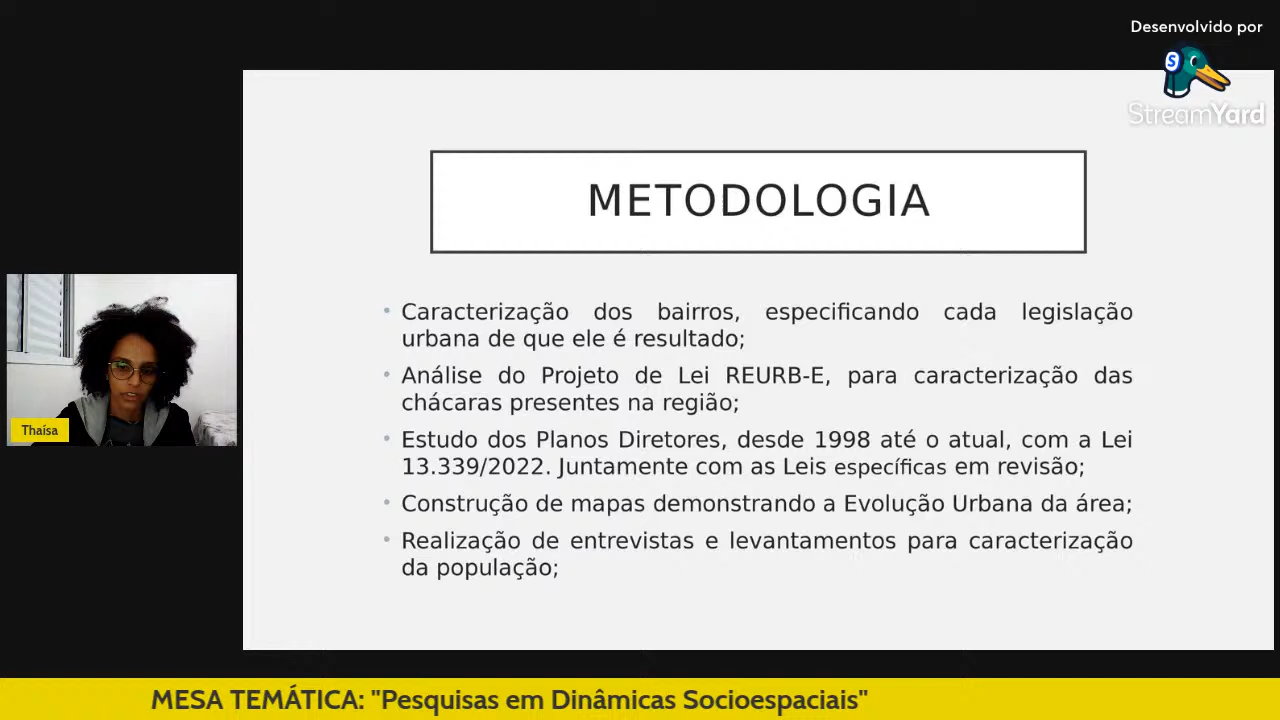 Desenvolvido por
StreamYard
METODOLOGIA
• Caracterização dos bairros, especificando cada legislação
urbana de que ele é resultado;
• Análise do Projeto de Lei REURB-E, para caracterização das
chácaras presentes na região;
• Estudo dos Planos Diretores, desde 1998 até o atual, com a Lei
13.339/2022. Juntamente com as Leis específicas em revisão;
• Construção de mapas demonstrando a Evolução Urbana da área;
• Realização de entrevistas e levantamentos para caracterização
da população;
Thaísa
MESA TEMÁTICA: "Pesquisas em Dinâmicas Socioespaciais"